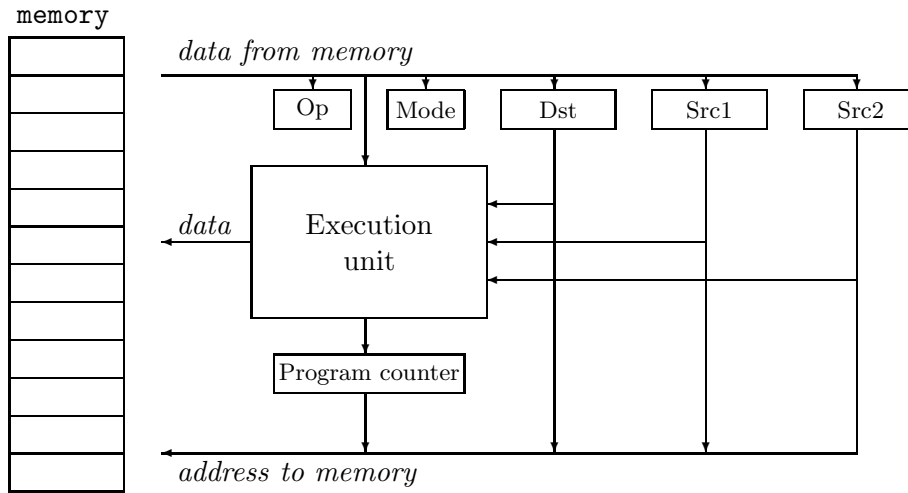 memory
data from memory
Op
Mode
Dst
Src1
Src2
data
Execution
unit
Program counter
address to memory